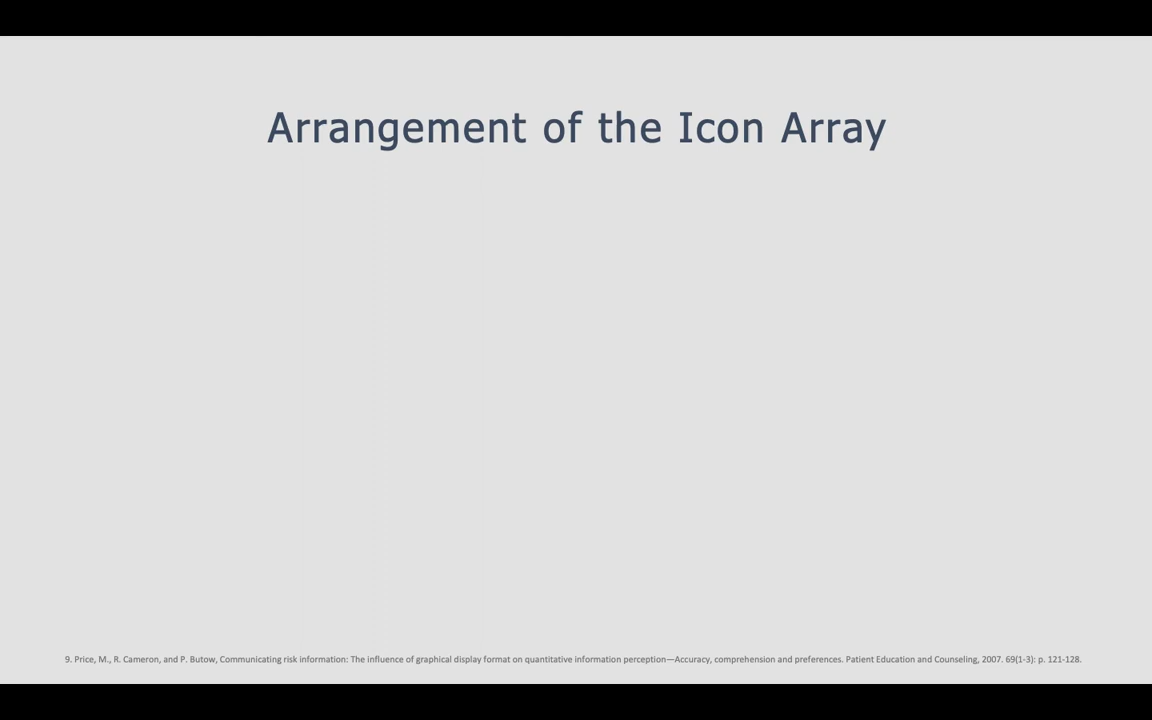 Arrangement of the Icon Array
9. Price, M., R. Cameron, and P. Butow, Communicating risk information: The influence of graphical display format on quantitative information perception—Accuracy, comprehension and preferences. Patient Education and Counseling, 2007. 69(1-3): p. 121-128.